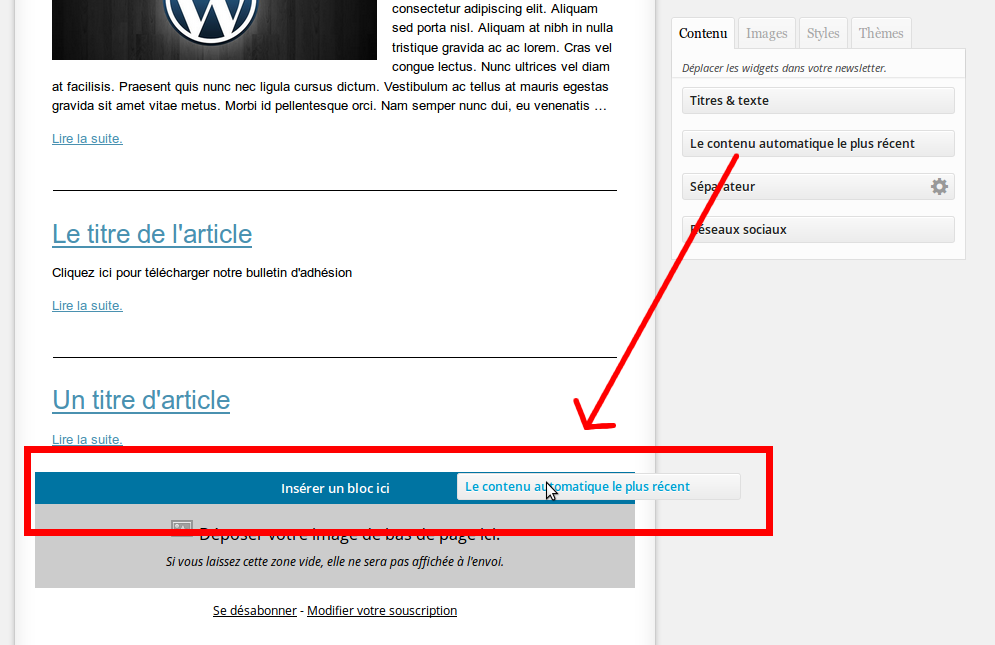 consectetur adipiscing elit. Aliquam
sed porta nisl. Aliquam at nibh in nulla
tristique gravida ac ac lorem. Cras vel
congue lectus. Nunc ultrices vel diam
at facilisis. Praesent quis nunc nec ligula cursus dictum. Vestibulum ac tellus at mauris egestas
gravida sit amet vitae metus. Morbi id pellentesque orci. Nam semper nunc dui, eu venenatis …
Lire la suite.
Le titre de l'article
Cliquez ici pour télécharger notre bulletin d'adhésion
Lire la suite.
Un titre d'article
Lire la suite.
Insérer un bloc ici
Le contenu automatique le plus récent
Déposer votre image de bas de page ici.
Si vous laissez cette zone vide, elle ne sera pas affichée à l'envoi.
Se désabonner - Modifier votre souscription
Contenu Images Styles Thèmes
Déplacer les widgets dans votre newsletter.
Titres & texte
Le contenu automatique le plus récent
Séparateur
Réseaux sociaux